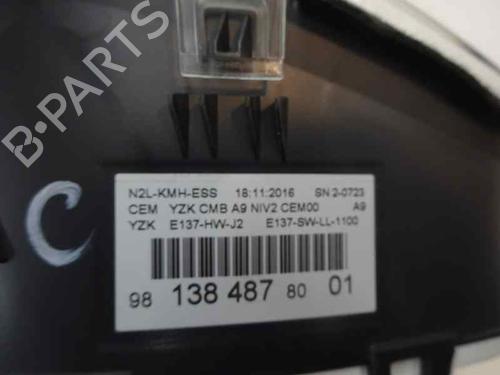 B-PARTS
C
N2L-KMH-ESS 18:11:2016 SN 2-0723
CEM YZK CMB A9 NIV2 CEM00 A9
YZK E137-HW-J2 E137-SW-LL-1100
98 138 487 80 01